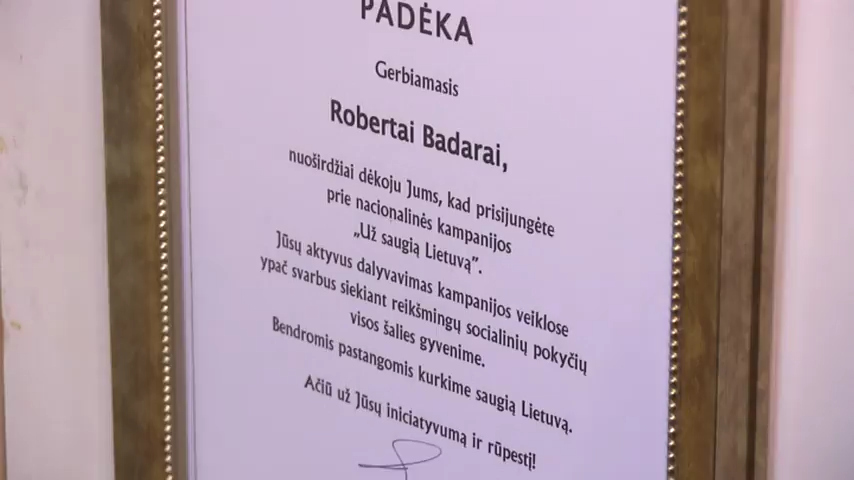 PADĖKA
Gerbiamasis
Robertai Badarai,
nuoširdžiai dėkoju Jums, kad prisijungėte
prie nacionalinės kampanijos
„Už saugią Lietuvą".
Jūsų aktyvus dalyvavimas kampanijos veiklose
ypač svarbus siekiant reikšmingų socialinių pokyčių
visos šalies gyvenime.
Bendromis pastangomis kurkime saugią Lietuvą.
Ačiū už Jūsų iniciatyvumą ir rūpestį!